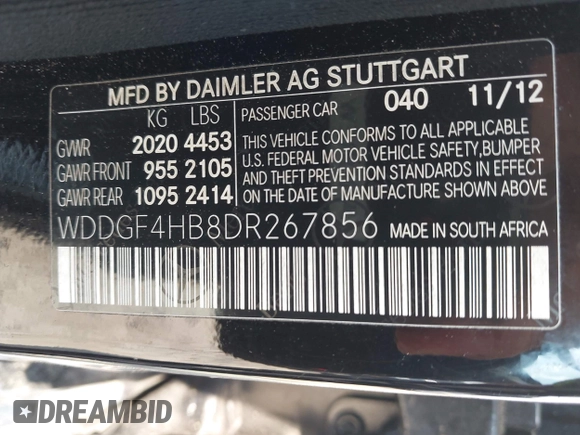 MFD BY DAIMLER AG STUTTGART
KG LBS PASSENGER CAR 040 11/12
GVWR 2020 4453
GAWR FRONT 955 2105
GAWR REAR 1095 2414
THIS VEHICLE CONFORMS TO ALL APPLICABLE
U.S. FEDERAL MOTOR VEHICLE SAFETY,BUMPER
AND THEFT PREVENTION STANDARDS IN EFFECT
ON THE DATE OF MANUFACTURE SHOWN ABOVE.
WDDGF4HB8DR267856 MADE IN SOUTH AFRICA
DREAMBID